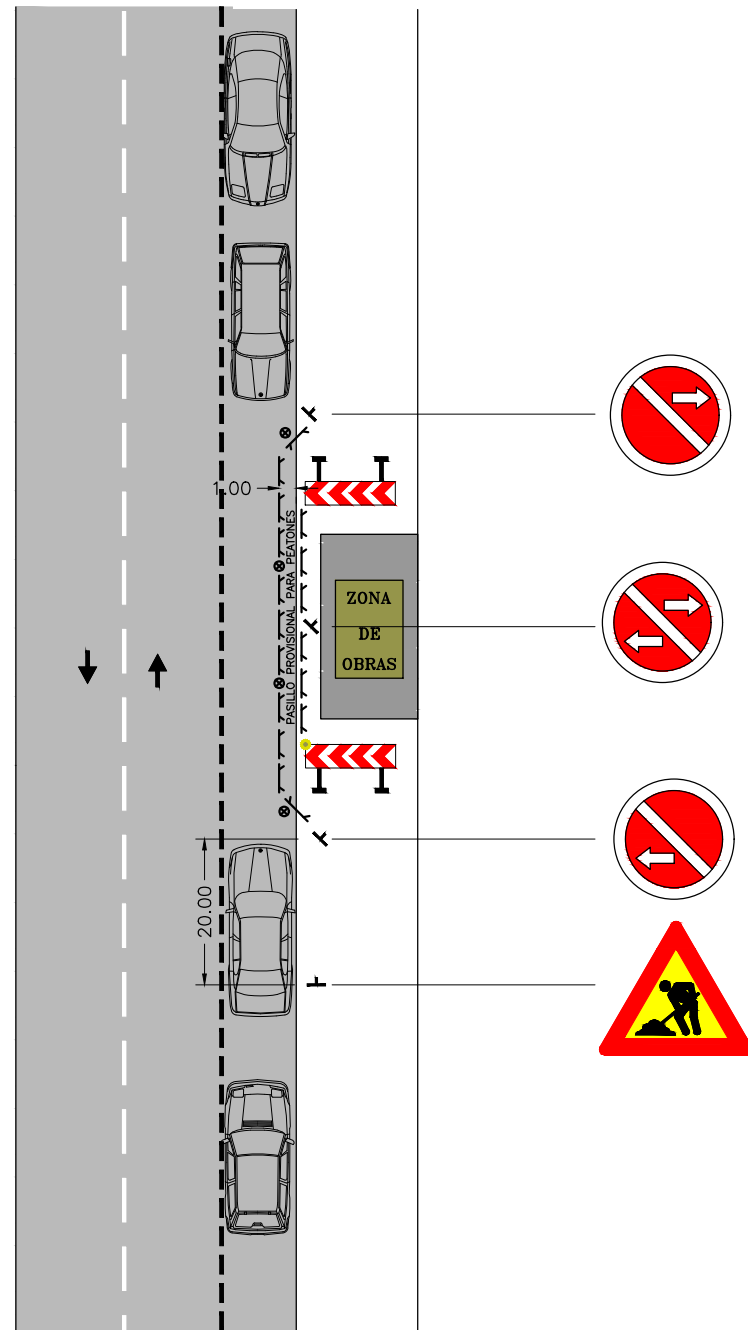 1.00
PASILLO PROVISIONAL PARA PEATONES
ZONA
DE
OBRAS
20.00